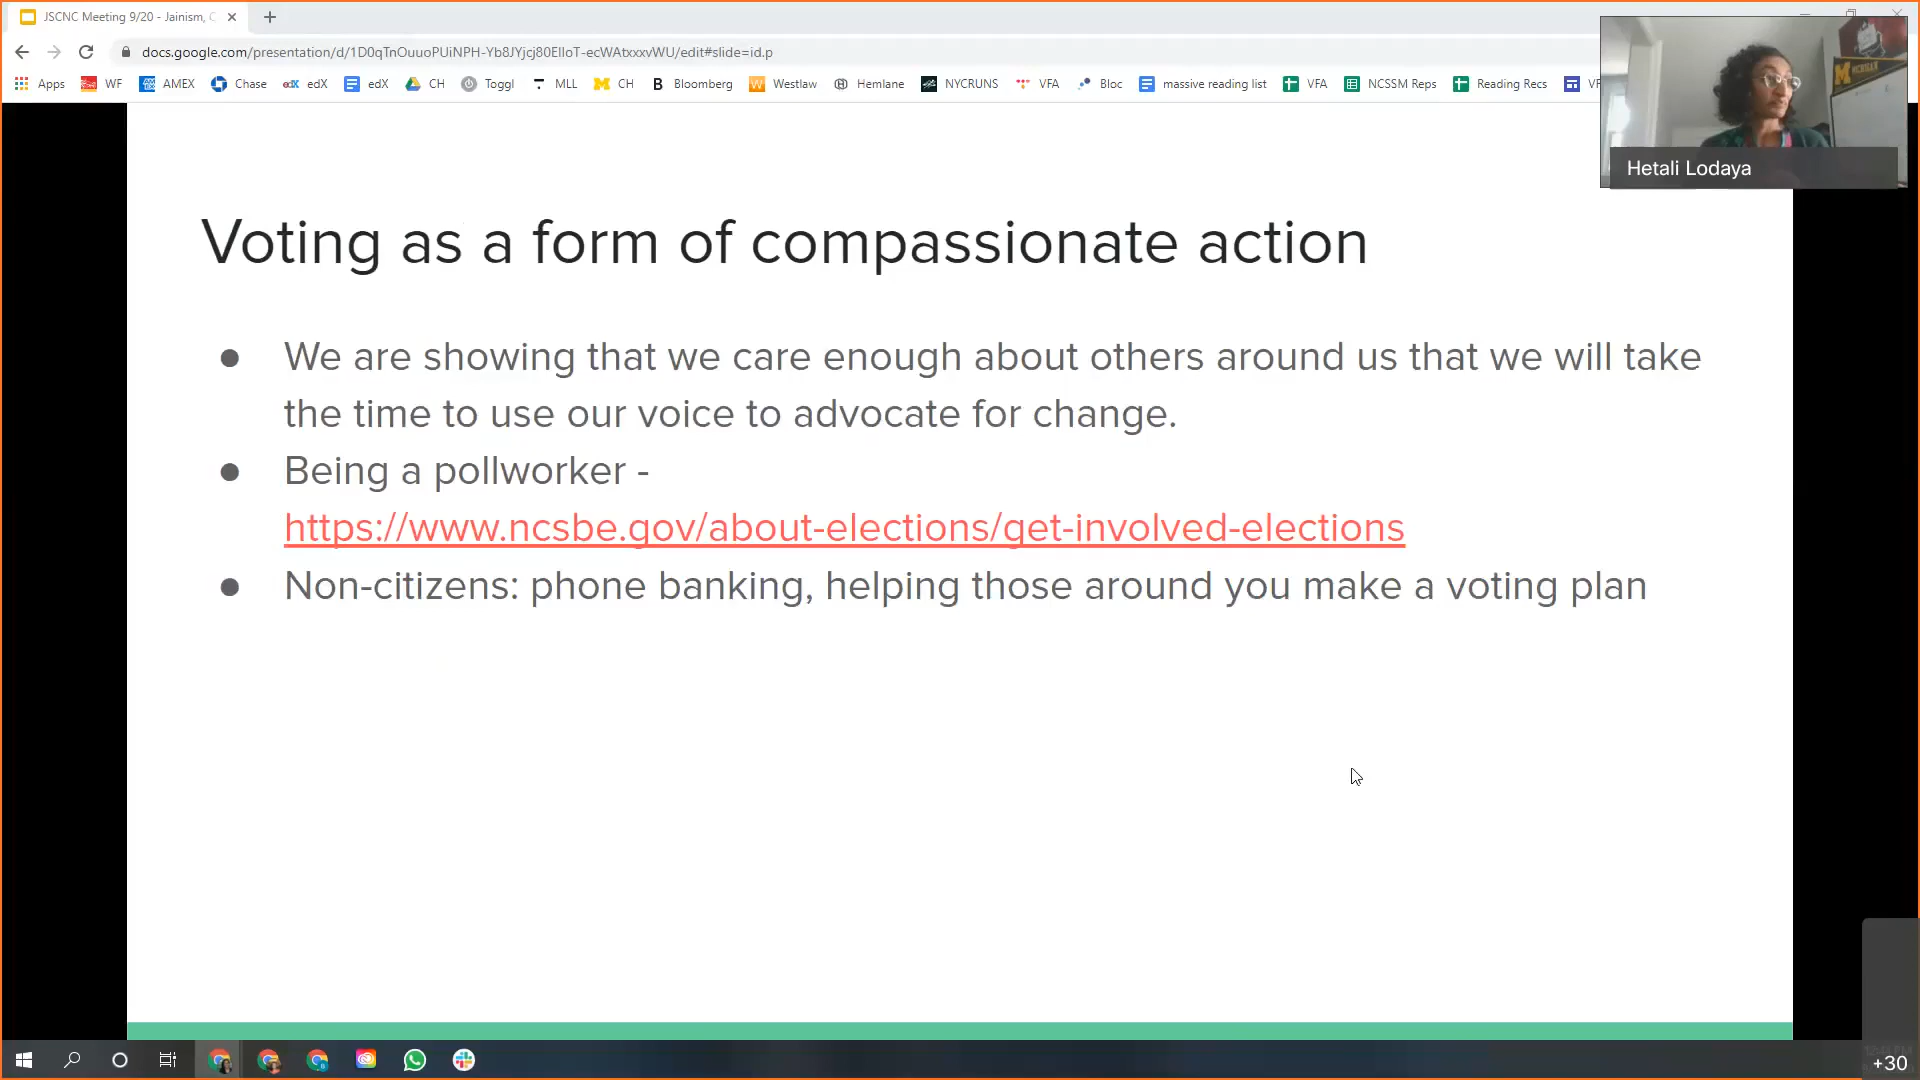 JSCNC Meeting 9/20 - Jainism, C
docs.google.com/presentation/d/1D0qTnOuuoPUiNPH-Yb8JYjcj80EIIoT-ecWAtxxxvWU/edit#slide=id.p
Apps WF AMEX Chase edX edX CH Toggl MLL CH Bloomberg Westlaw Hemlane NYCRUNS VFA Bloc massive reading list VFA NCSSM Reps Reading Recs
MICHIGAN
Hetali Lodaya
Voting as a form of compassionate action
● We are showing that we care enough about others around us that we will take
the time to use our voice to advocate for change.
● Being a pollworker -
https://www.ncsbe.gov/about-elections/get-involved-elections
● Non-citizens: phone banking, helping those around you make a voting plan
+30